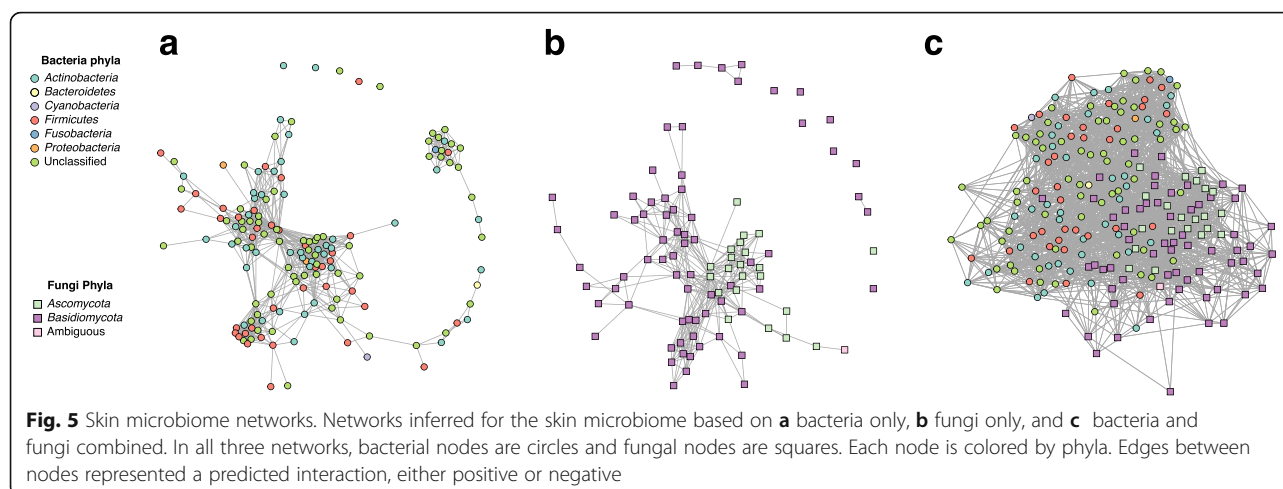 a
b
c
Bacteria phyla
Actinobacteria
Bacteroidetes
Cyanobacteria
Firmicutes
Fusobacteria
Proteobacteria
Unclassified
Fungi Phyla
Ascomycota
Basidiomycota
Ambiguous
Fig. 5 Skin microbiome networks. Networks inferred for the skin microbiome based on a bacteria only, b fungi only, and c bacteria and
fungi combined. In all three networks, bacterial nodes are circles and fungal nodes are squares. Each node is colored by phyla. Edges between
nodes represented a predicted interaction, either positive or negative